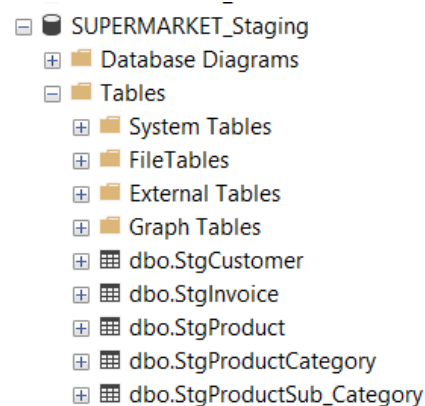 SUPERMARKET_Staging
Database Diagrams
Tables
System Tables
FileTables
External Tables
Graph Tables
dbo.StgCustomer
dbo.StgInvoice
dbo.StgProduct
dbo.StgProductCategory
dbo.StgProductSub_Category